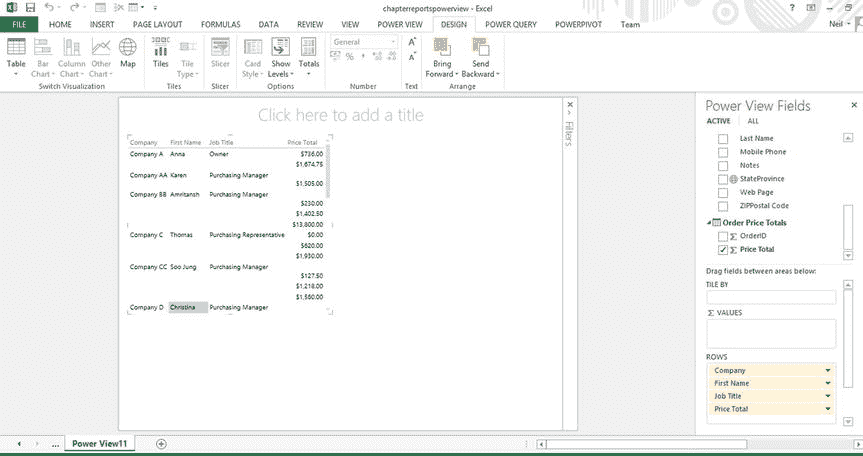 chapterreportspowerview - Excel
FILE HOME INSERT PAGE LAYOUT FORMULAS DATA REVIEW VIEW POWER VIEW DESIGN POWER QUERY POWERPIVOT Team Neil
General
Table Bar Chart Column Chart Other Chart Map Tiles Tile Type Slicer Card Style Show Levels Totals Bring Forward Send Backward
Switch Visualization Tiles Slicer Options Number Text Arrange
Click here to add a title
Filters
Company First Name Job Title Price Total
Company A Anna Owner $736.00
$1,674.75
Company AA Karen Purchasing Manager
$1,505.00
Company BB Amritansh Purchasing Manager
$230.00
$1,402.50
$13,800.00
Company C Thomas Purchasing Representative $0.00
$620.00
$1,930.00
Company CC Soo Jung Purchasing Manager
$127.50
$1,218.00
$1,560.00
Company D Christina Purchasing Manager
Power View Fields
ACTIVE ALL
Last Name
Mobile Phone
Notes
StateProvince
Web Page
ZIPPostal Code
Order Price Totals
Σ OrderID
Σ Price Total
Drag fields between areas below:
TILE BY
Σ VALUES
ROWS
Company
First Name
Job Title
Price Total
... Power View11